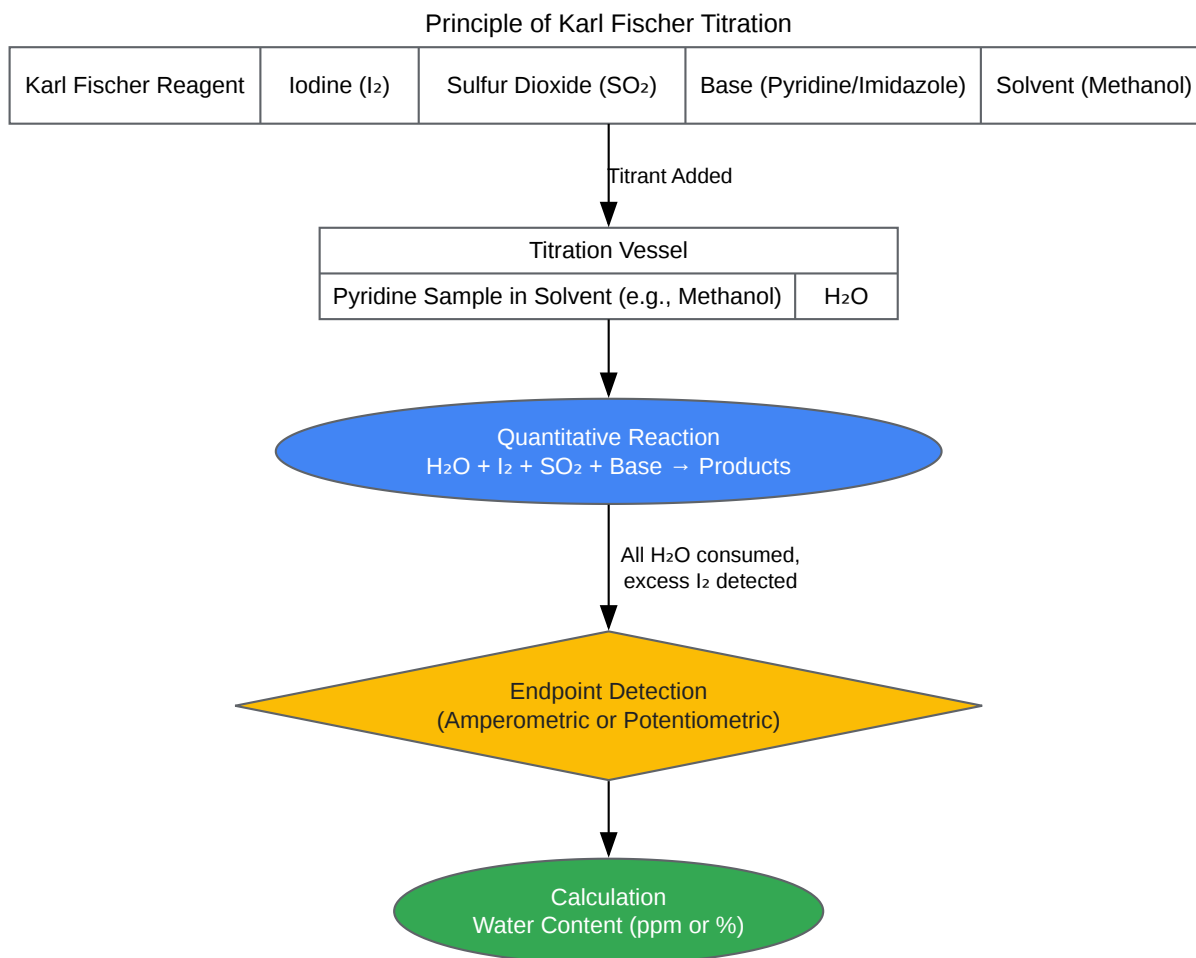 Principle of Karl Fischer Titration
Karl Fischer Reagent
Iodine (I₂)
Sulfur Dioxide (SO₂)
Base (Pyridine/Imidazole)
Solvent (Methanol)
Titrant Added
Titration Vessel
Pyridine Sample in Solvent (e.g., Methanol)
H₂O
Quantitative Reaction
H₂O + I₂ + SO₂ + Base → Products
All H₂O consumed,
excess I₂ detected
Endpoint Detection
(Amperometric or Potentiometric)
Calculation
Water Content (ppm or %)